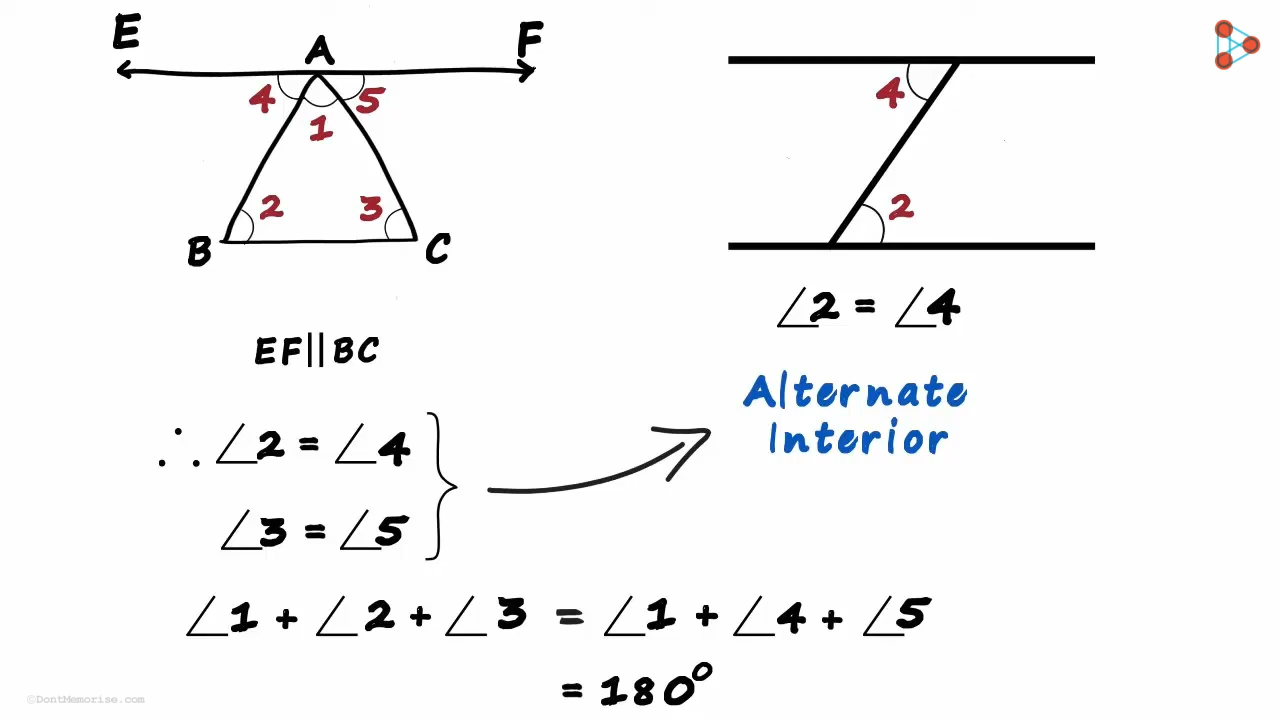 E
A
F
4
5
1
2
3
B
C
4
2
∠2 = ∠4
EF||BC
Alternate
Interior
∴ ∠2 = ∠4
∠3 = ∠5
∠1 + ∠2 + ∠3 = ∠1 + ∠4 + ∠5
= 180°
©DontMemorise.com